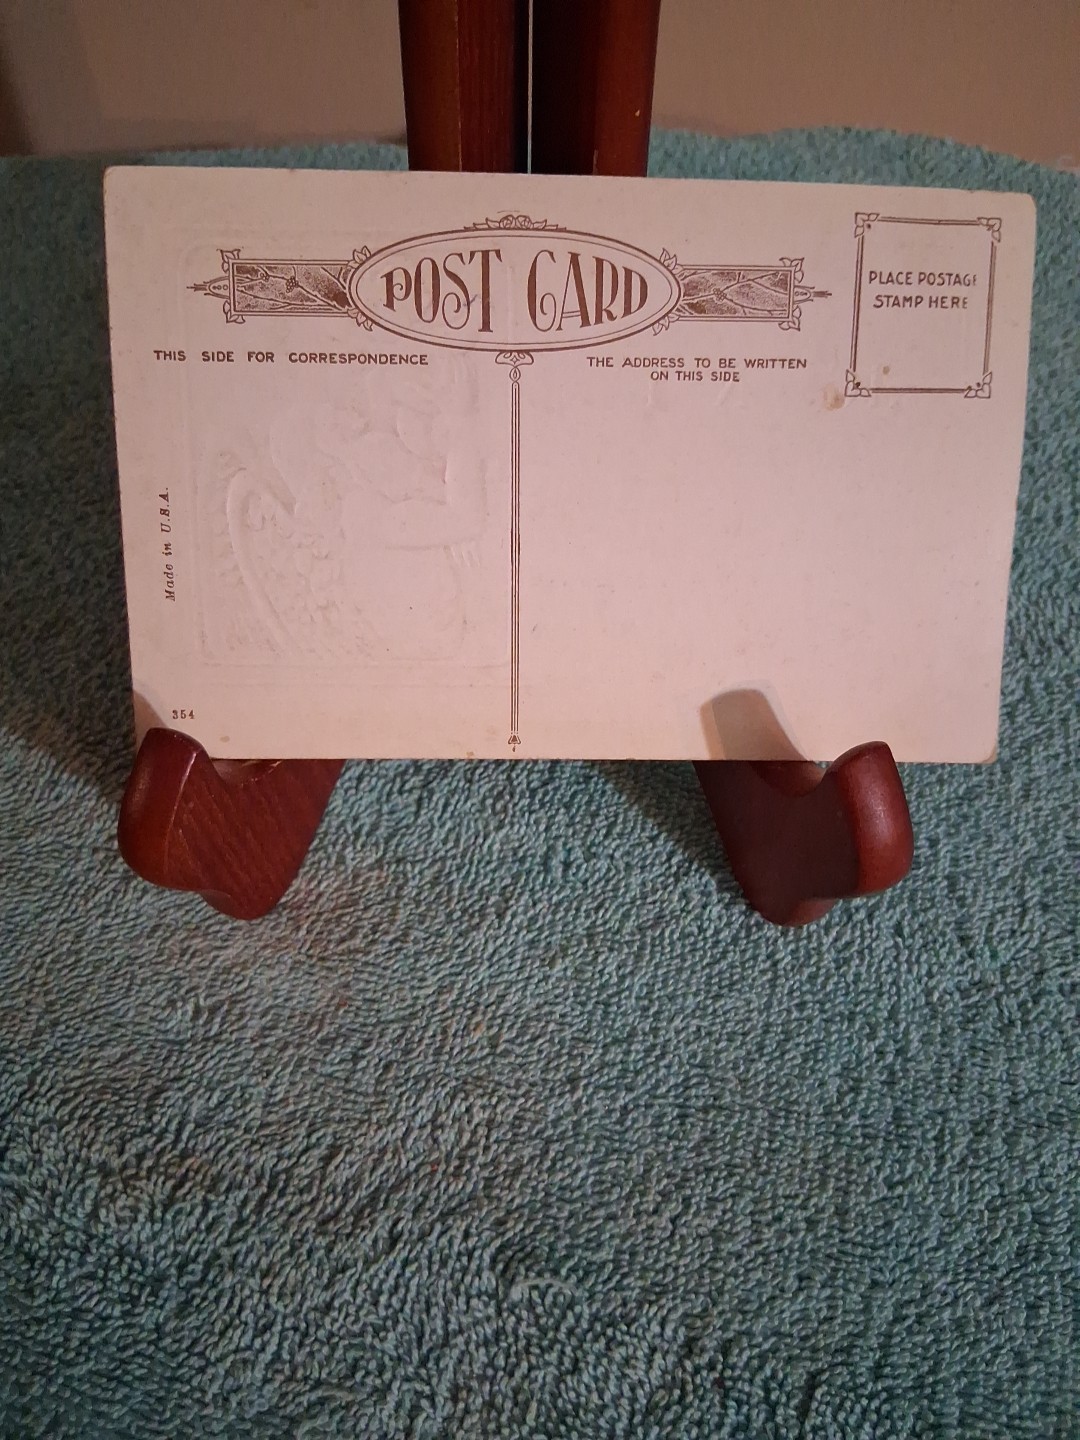 POST CARD
PLACE POSTAGE
STAMP HERE
THIS SIDE FOR CORRESPONDENCE
THE ADDRESS TO BE WRITTEN
ON THIS SIDE
Made in U.S.A.
354